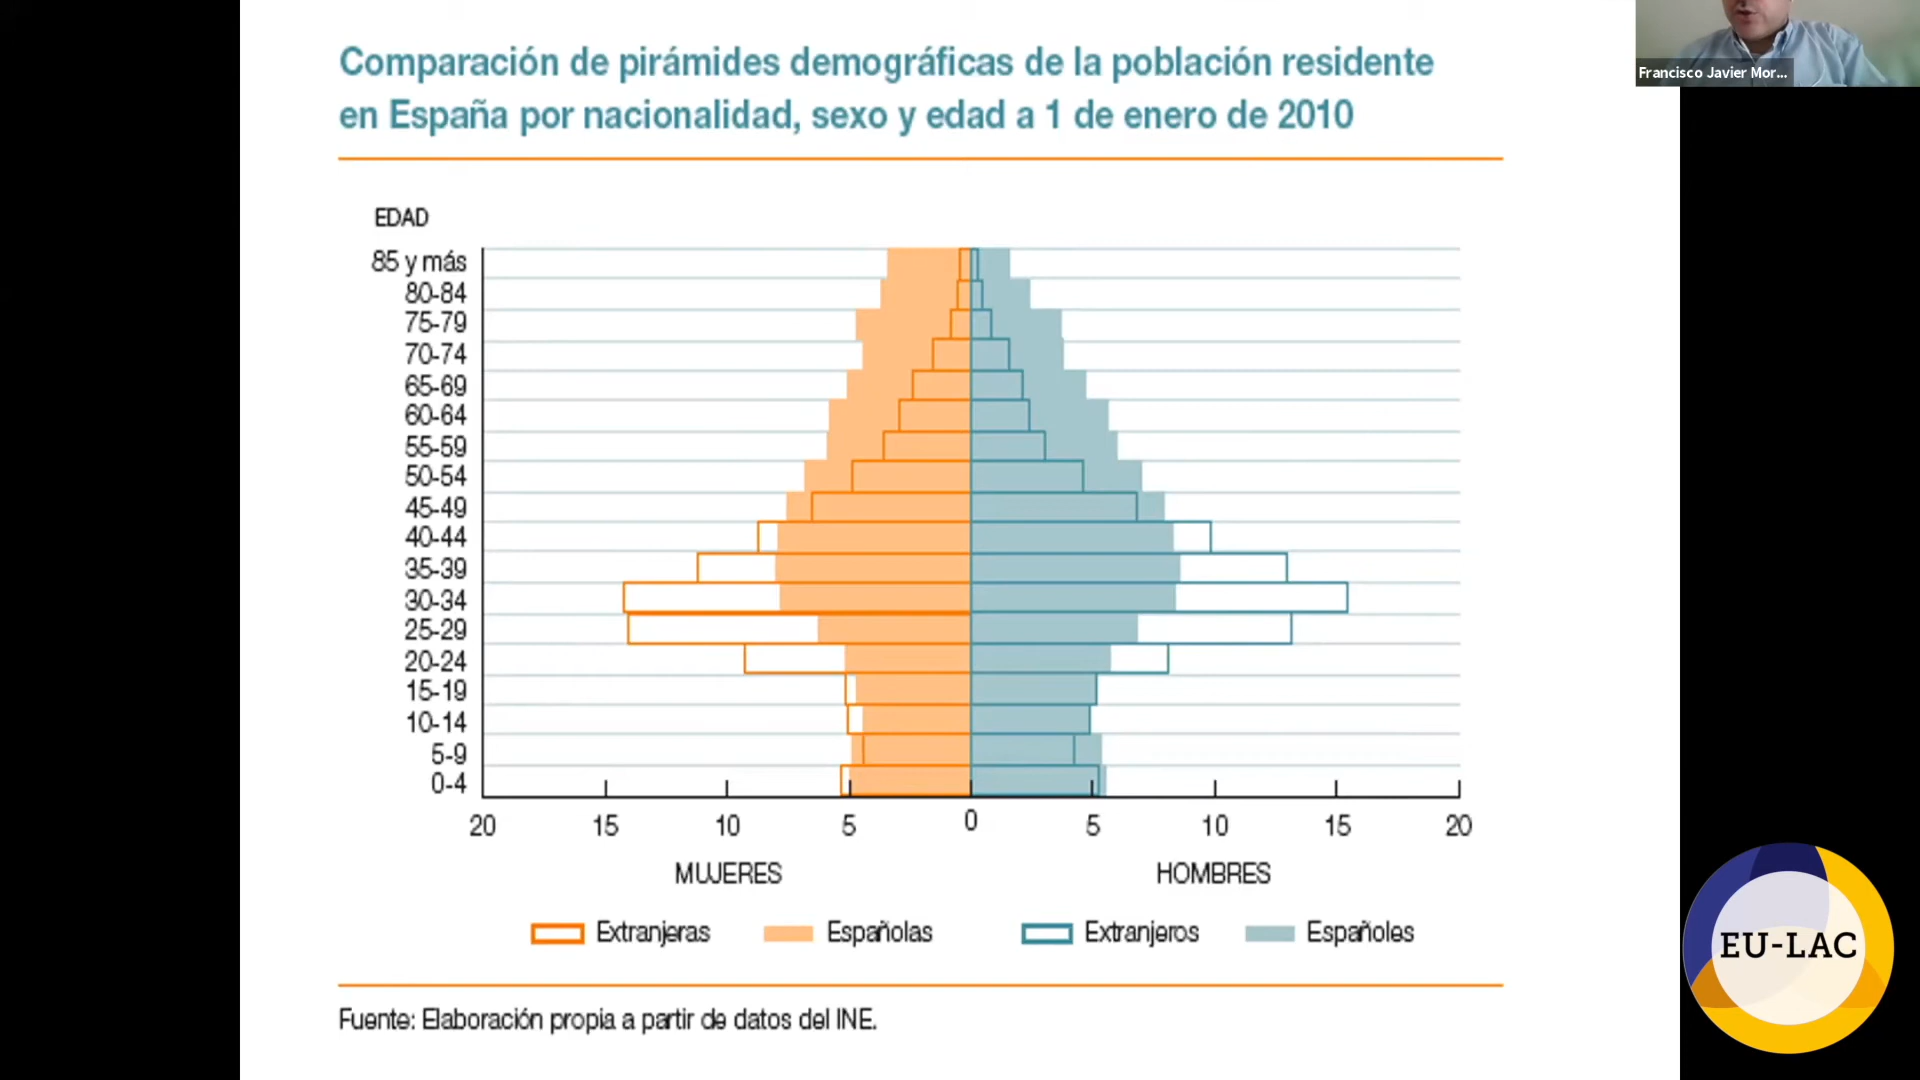 Comparación de pirámides demográficas de la población residente
en España por nacionalidad, sexo y edad a 1 de enero de 2010
Francisco Javier Mor...
EDAD
85 y más
80-84
75-79
70-74
65-69
60-64
55-59
50-54
45-49
40-44
35-39
30-34
25-29
20-24
15-19
10-14
5-9
0-4
20 15 10 5 0 5 10 15 20
MUJERES HOMBRES
Extranjeras Españolas Extranjeros Españoles
EU-LAC
Fuente: Elaboración propia a partir de datos del INE.